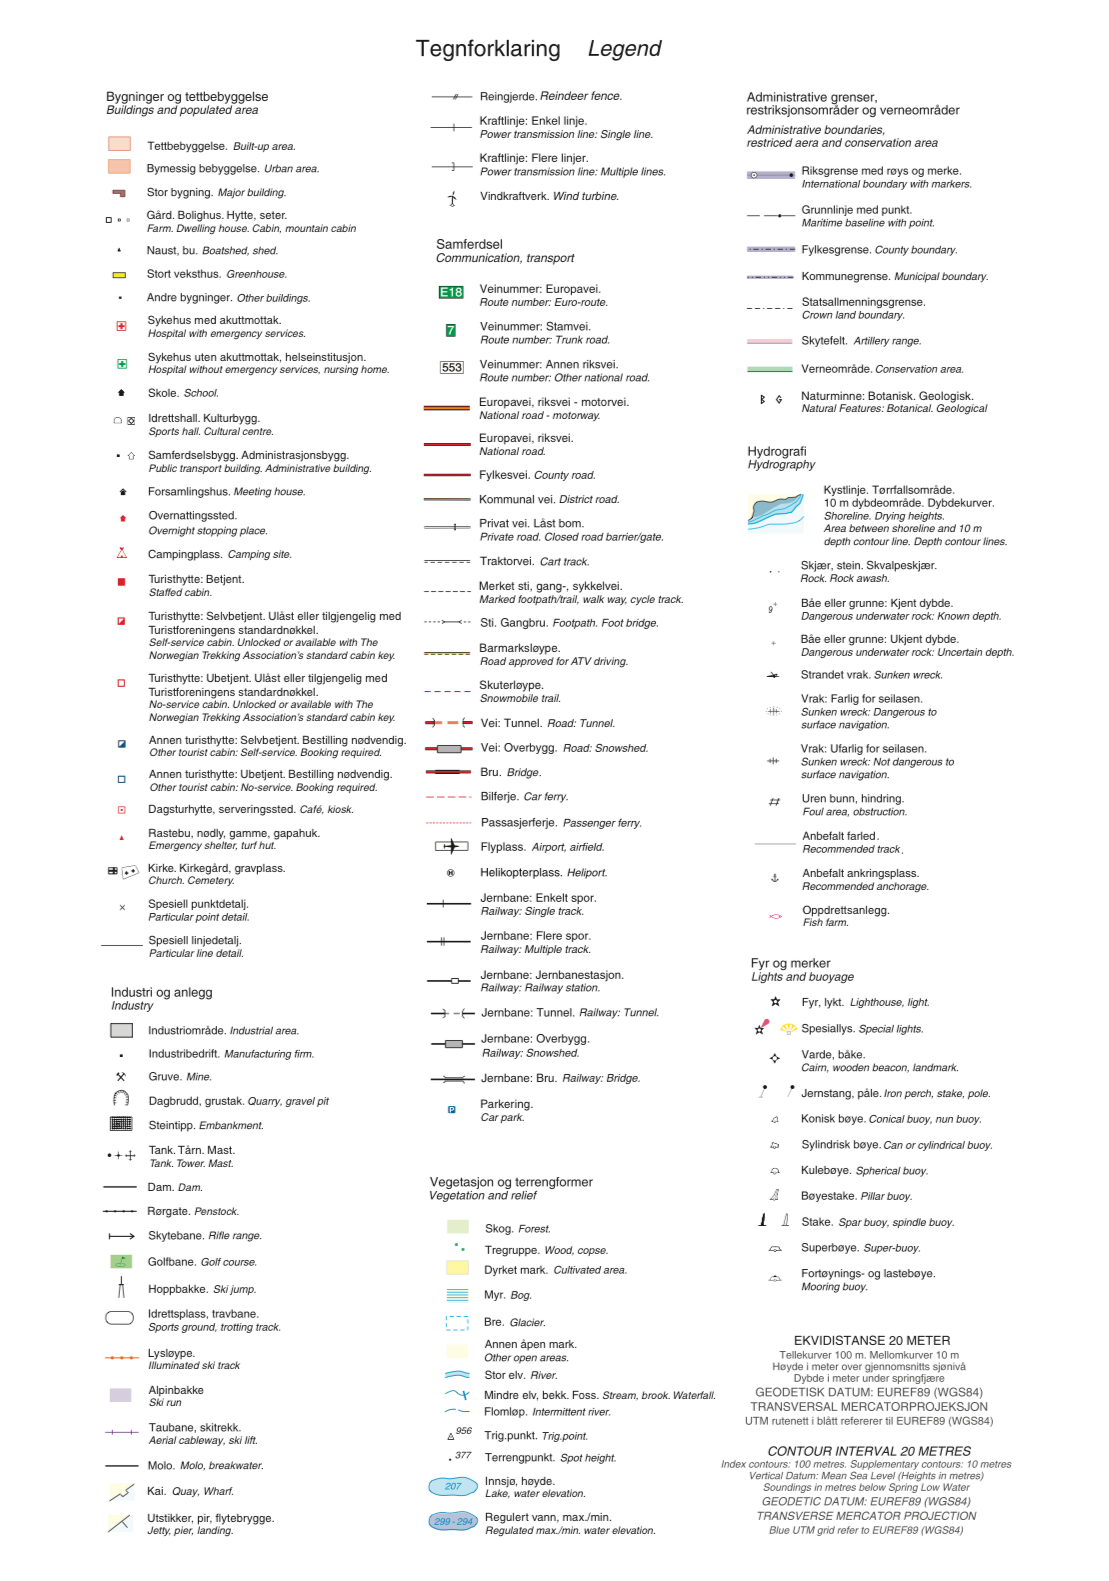 Tegnforklaring Legend
Bygninger og tettbebyggelse
Buildings and populated area
Tettbebyggelse. Built-up area.
Bymessig bebyggelse. Urban area.
Stor bygning. Major building.
Gård. Bolighus. Hytte, seter.
Farm. Dwelling house. Cabin, mountain cabin
Naust, bu. Boatshed, shed.
Stort veksthus. Greenhouse.
Andre bygninger. Other buildings.
Sykehus med akuttmottak.
Hospital with emergency services.
Sykehus uten akuttmottak, helseinstitusjon.
Hospital without emergency services, nursing home.
Skole. School.
Idrettshall. Kulturbygg.
Sports hall. Cultural centre.
Samferdselsbygg. Administrasjonsbygg.
Public transport building. Administrative building.
Forsamlingshus. Meeting house.
Overnattingssted.
Overnight stopping place.
Campingplass. Camping site.
Turisthytte: Betjent.
Staffed cabin.
Turisthytte: Selvbetjent. Ulåst eller tilgjengelig med
Turistforeningens standardnøkkel.
Self-service cabin. Unlocked or available with The
Norwegian Trekking Association's standard cabin key.
Turisthytte: Ubetjent. Ulåst eller tilgjengelig med
Turistforeningens standardnøkkel.
No-service cabin. Unlocked or available with The
Norwegian Trekking Association's standard cabin key.
Annen turisthytte: Selvbetjent. Bestilling nødvendig.
Other tourist cabin: Self-service. Booking required.
Annen turisthytte: Ubetjent. Bestilling nødvendig.
Other tourist cabin: No-service. Booking required.
Dagsturhytte, serveringssted. Café, kiosk.
Rastebu, nødly, gamme, gapahuk.
Emergency shelter, turf hut.
Kirke. Kirkegård, gravplass.
Church. Cemetery.
Spesiell punktdetalj.
Particular point detail.
Spesiell linjedetalj.
Particular line detail.
Industri og anlegg
Industry
Industriområde. Industrial area.
Industribedrift. Manufacturing firm.
Gruve. Mine.
Dagbrudd, grustak. Quarry, gravel pit
Steintipp. Embankment.
Tank. Tårn. Mast.
Tank. Tower. Mast.
Dam. Dam.
Rørgate. Penstock.
Skytebane. Rifle range.
Golfbane. Golf course.
Hoppbakke. Ski jump.
Idrettsplass, travbane.
Sports ground, trotting track.
Lysløype.
Illuminated ski track
Alpinbakke
Ski run
Taubane, skitrekk.
Aerial cableway, ski lift.
Molo. Molo, breakwater.
Kai. Quay, Wharf.
Utstikker, pir, flytebrygge.
Jetty, pier, landing.
Reingjerde. Reindeer fence.
Kraftlinje: Enkel linje.
Power transmission line: Single line.
Kraftlinje: Flere linjer.
Power transmission line: Multiple lines.
Vindkraftverk. Wind turbine.
Samferdsel
Communication, transport
E18 Veinummer: Europavei.
Route number: Euro-route.
7 Veinummer: Stamvei.
Route number: Trunk road.
553 Veinummer: Annen riksvei.
Route number: Other national road.
Europavei, riksvei - motorvei.
National road - motorway.
Europavei, riksvei.
National road.
Fylkesvei. County road.
Kommunal vei. District road.
Privat vei. Låst bom.
Private road. Closed road barrier/gate.
Traktorvei. Cart track.
Merket sti, gang-, sykkelvei.
Marked footpath/trail, walk way, cycle track.
Sti. Gangbru. Footpath. Foot bridge.
Barmarksløype.
Road approved for ATV driving.
Skuterløype.
Snowmobile trail.
Vei: Tunnel. Road: Tunnel.
Vei: Overbygg. Road: Snowshed.
Bru. Bridge.
Bilferje. Car ferry.
Passasjerferje. Passenger ferry.
Flyplass. Airport, airfield.
H Helikopterplass. Heliport.
Jernbane: Enkelt spor.
Railway: Single track.
Jernbane: Flere spor.
Railway: Multiple track.
Jernbane: Jernbanestasjon.
Railway: Railway station.
Jernbane: Tunnel. Railway: Tunnel.
Jernbane: Overbygg.
Railway: Snowshed.
Jernbane: Bru. Railway: Bridge.
P Parkering.
Car park.
Vegetasjon og terrengformer
Vegetation and relief
Skog. Forest.
Tregruppe. Wood, copse.
Dyrket mark. Cultivated area.
Myr. Bog.
Bre. Glacier.
Annen åpen mark.
Other open areas.
Stor elv. River.
Mindre elv, bekk. Foss. Stream, brook. Waterfall.
Flomløp. Intermittent river.
956 Trig.punkt. Trig.point.
377 Terrengpunkt. Spot height.
207 Innsjø, høyde.
Lake, water elevation.
299 - 294 Regulert vann, max./min.
Regulated max./min. water elevation.
Administrative grenser,
restriksjonsområder og verneområder
Administrative boundaries,
restriced aera and conservation area
Riksgrense med røys og merke.
International boundary with markers.
Grunnlinje med punkt.
Maritime baseline with point.
Fylkesgrense. County boundary.
Kommunegrense. Municipal boundary.
Statsallmenningsgrense.
Crown land boundary.
Skytefelt. Artillery range.
Verneområde. Conservation area.
Naturminne: Botanisk. Geologisk.
Natural Features: Botanical. Geological
Hydrografi
Hydrography
Kystlinje. Tørrfallsområde.
10 m dybdeområde. Dybdekurver.
Shoreline. Drying heights.
Area between shoreline and 10 m
depth contour line. Depth contour lines.
Skjær, stein. Skvalpeskjær.
Rock. Rock awash.
9 Båe eller grunne: Kjent dybde.
Dangerous underwater rock: Known depth.
Båe eller grunne: Ukjent dybde.
Dangerous underwater rock: Uncertain depth.
Strandet vrak. Sunken wreck.
Vrak: Farlig for seilasen.
Sunken wreck: Dangerous to
surface navigation.
Vrak: Ufarlig for seilasen.
Sunken wreck: Not dangerous to
surface navigation.
Uren bunn, hindring.
Foul area, obstruction.
Anbefalt farled.
Recommended track.
Anbefalt ankringsplass.
Recommended anchorage.
Oppdrettsanlegg.
Fish farm.
Fyr og merker
Lights and buoyage
Fyr, lykt. Lighthouse, light.
Spesiallys. Special lights.
Varde, båke.
Cairn, wooden beacon, landmark.
Jernstang, påle. Iron perch, stake, pole.
Konisk bøye. Conical buoy, nun buoy.
Sylindrisk bøye. Can or cylindrical buoy.
Kulebøye. Spherical buoy.
Bøyestake. Pillar buoy.
Stake. Spar buoy, spindle buoy.
Superbøye. Super-buoy.
Fortøynings- og lastebøye.
Mooring buoy.
EKVIDISTANSE 20 METER
Tellekurver 100 m. Mellomkurver 10 m
Høyde i meter over gjennomsnitts sjønivå
Dybde i meter under springfjære
GEODETISK DATUM: EUREF89 (WGS84)
TRANSVERSAL MERCATORPROJEKSJON
UTM rutenett i blått refererer til EUREF89 (WGS84)
CONTOUR INTERVAL 20 METRES
Index contours: 100 metres. Supplementary contours: 10 metres
Vertical Datum: Mean Sea Level (Heights in metres)
Soundings in metres below Spring Low Water
GEODETIC DATUM: EUREF89 (WGS84)
TRANSVERSE MERCATOR PROJECTION
Blue UTM grid refer to EUREF89 (WGS84)